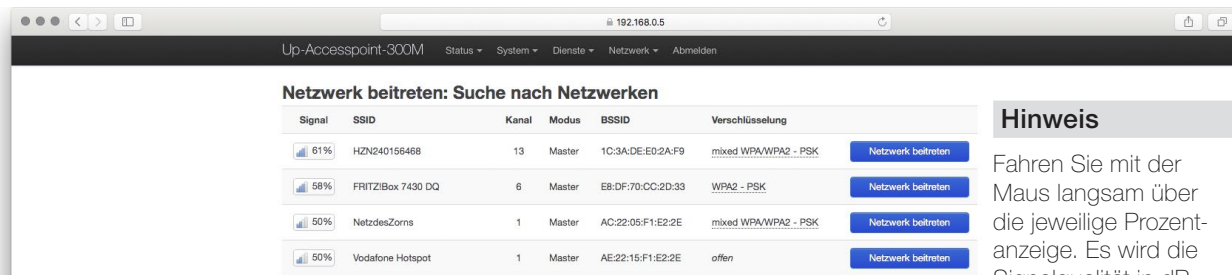 192.168.0.5
Up-Accesspoint-300M Status System Dienste Netzwerk Abmelden
Netzwerk beitreten: Suche nach Netzwerken
Signal SSID Kanal Modus BSSID Verschlüsselung
61% HZN240156468 13 Master 1C:3A:DE:E0:2A:F9 mixed WPA/WPA2 - PSK Netzwerk beitreten
58% FRITZ!Box 7430 DQ 6 Master E8:DF:70:CC:2D:33 WPA2 - PSK Netzwerk beitreten
50% NetzdesZorns 1 Master AC:22:05:F1:E2:2E mixed WPA/WPA2 - PSK Netzwerk beitreten
50% Vodafone Hotspot 1 Master AE:22:15:F1:E2:2E offen Netzwerk beitreten
Hinweis
Fahren Sie mit der
Maus langsam über
die jeweilige Prozent-
anzeige. Es wird die
Signalqualität in dB